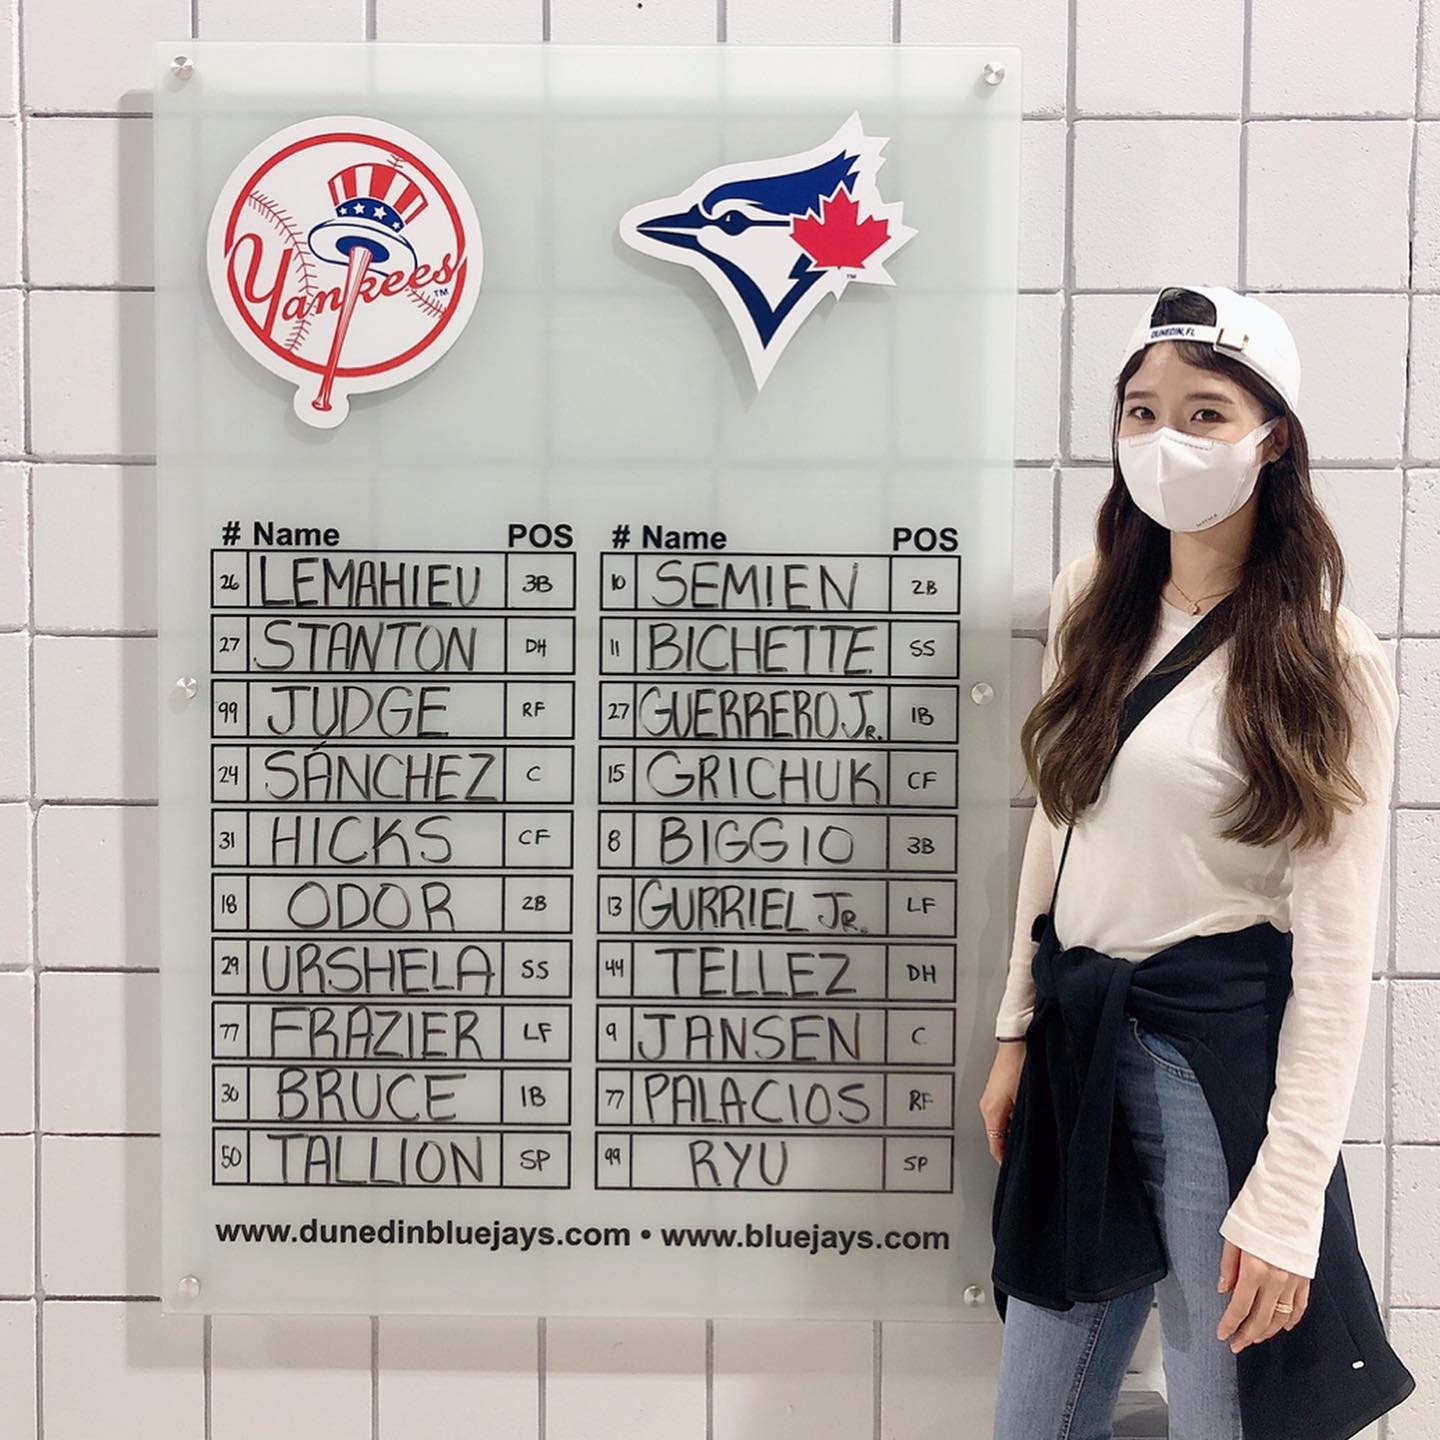 Yankees TM
TM
DUNEDIN, FL
# Name POS
26 LEMAHIEU 3B
27 STANTON DH
99 JUDGE RF
24 SÁNCHEZ C
31 HICKS CF
18 ODOR 2B
29 URSHELA SS
77 FRAZIER LF
30 BRUCE 1B
50 TALLION SP
# Name POS
10 SEMIEN 2B
11 BICHETTE SS
27 GUERRERO JR. 1B
15 GRICHUK CF
8 BIGGIO 3B
13 GURRIEL JR. LF
44 TELLEZ DH
9 JANSEN C
77 PALACIOS RF
99 RYU SP
www.dunedinbluejays.com • www.bluejays.com